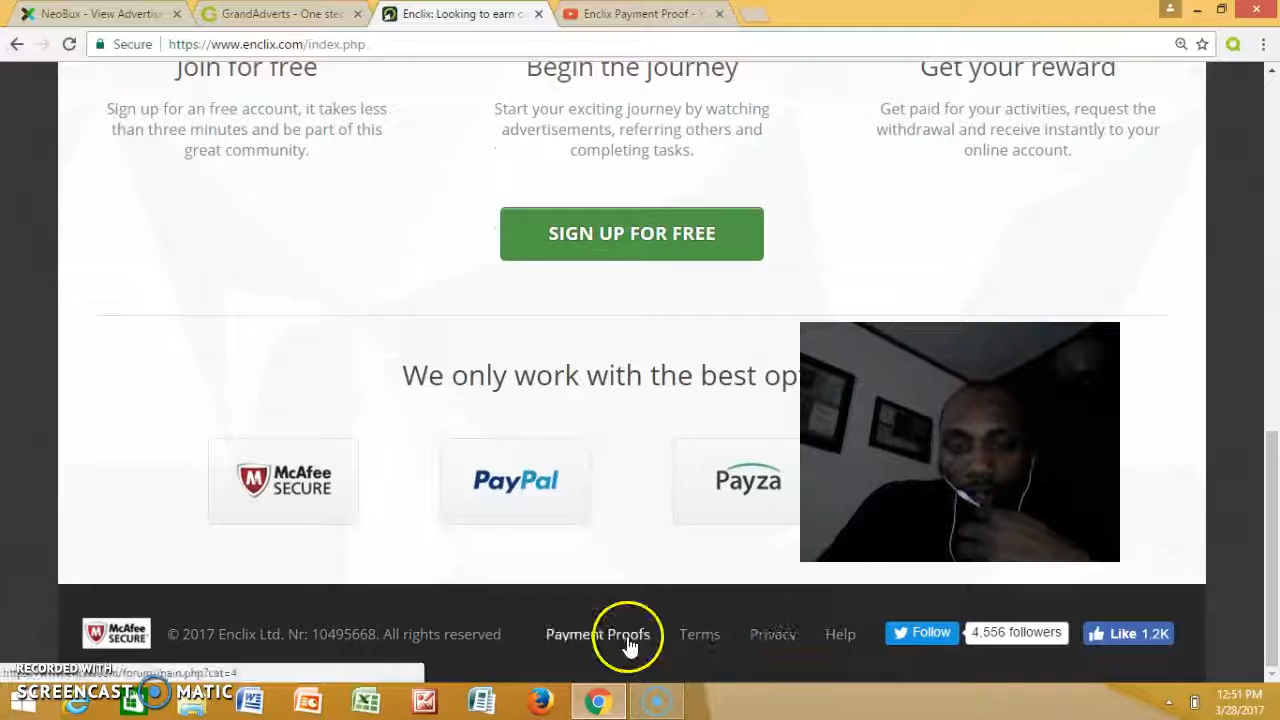 NeoBux - View Advertis
GrandAdverts - One step
Enclix: Looking to earn c
Enclix Payment Proof - Y
Secure
https://www.enclix.com/index.php
Join for free
Begin the journey
Get your reward
Sign up for an free account, it takes less
than three minutes and be part of this
great community.
Start your exciting journey by watching
advertisements, referring others and
completing tasks.
Get paid for your activities, request the
withdrawal and receive instantly to your
online account.
SIGN UP FOR FREE
We only work with the best op
McAfee
SECURE
PayPal
Payza
McAfee
SECURE
© 2017 Enclix Ltd. Nr: 10495668. All rights reserved
Payment Proofs
Terms
Privacy
Help
Follow
4,556 followers
Like 1.2K
RECORDED WITH
SCREENCAST MATIC
12:51 PM
3/28/2017